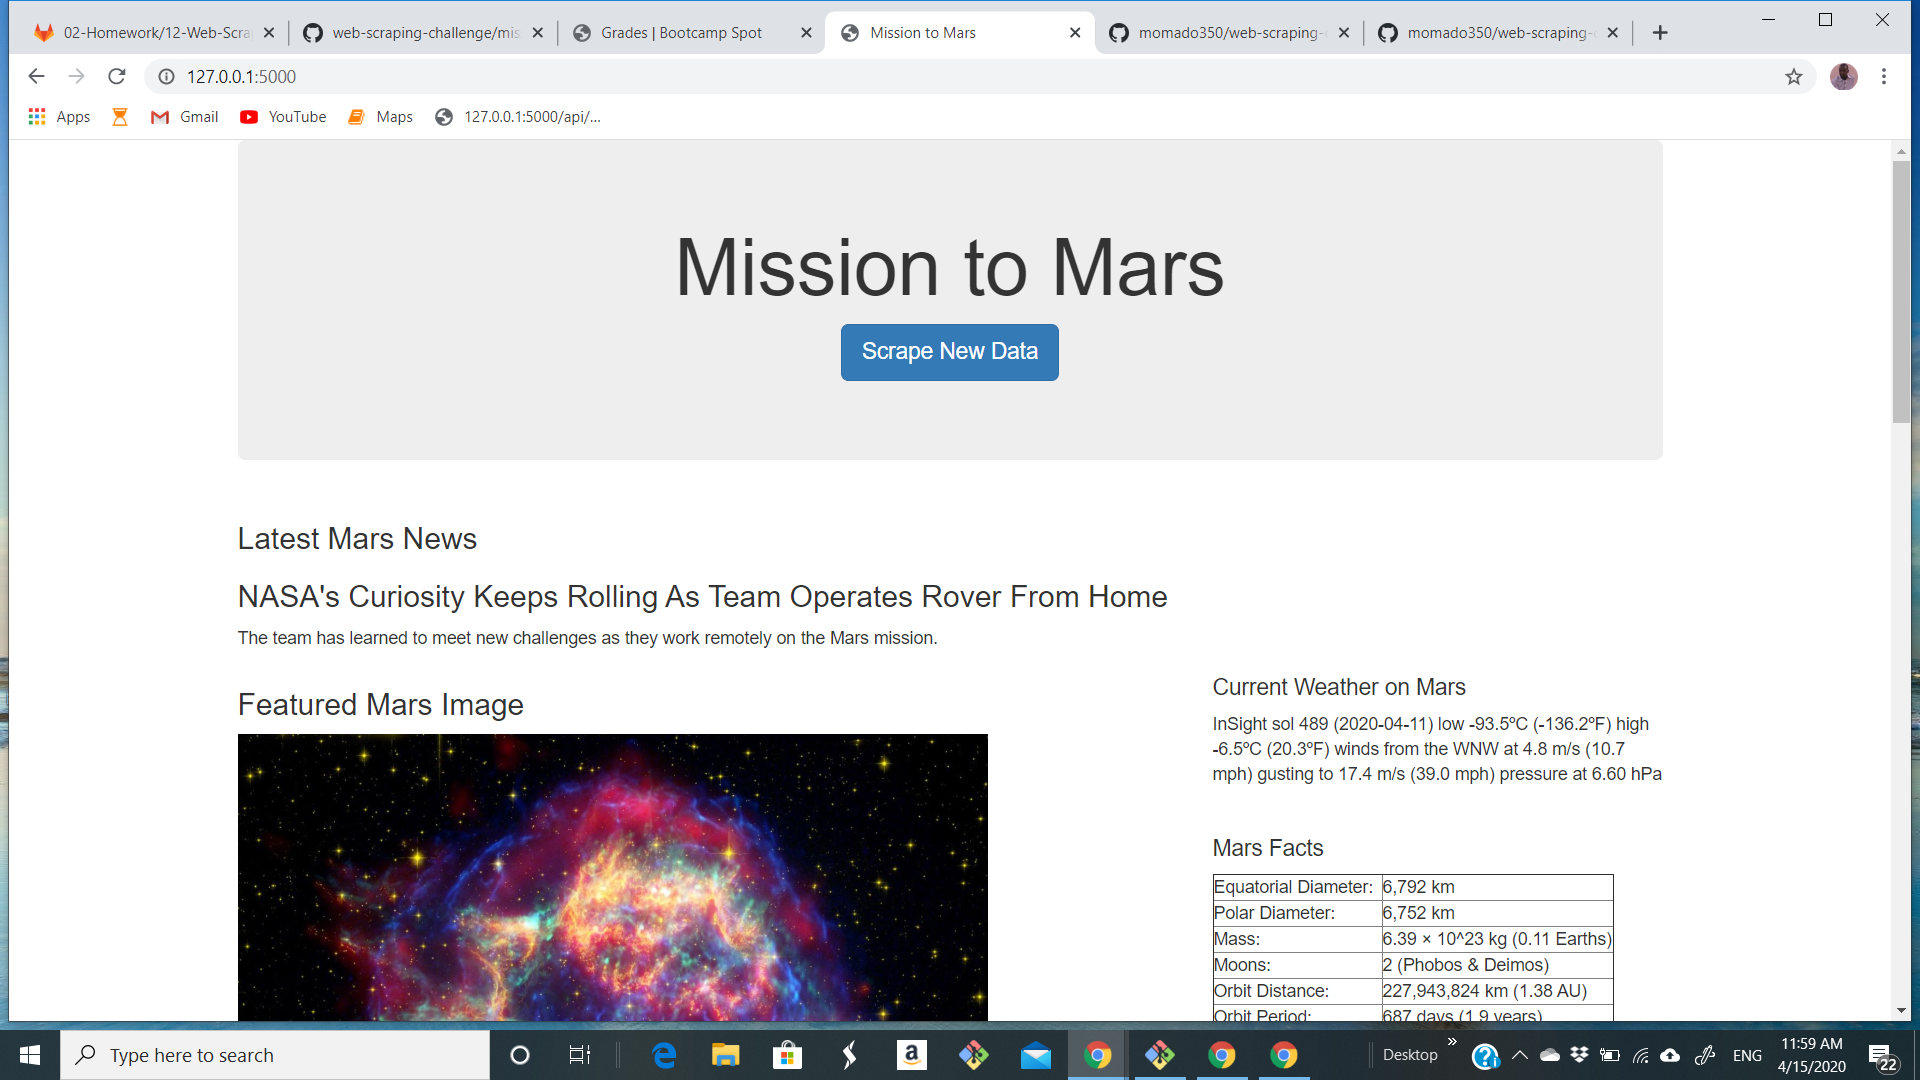 02-Homework/12-Web-Scra
web-scraping-challenge/mis
Grades | Bootcamp Spot
Mission to Mars
momado350/web-scraping-
momado350/web-scraping-
127.0.0.1:5000
Apps
Gmail
YouTube
Maps
127.0.0.1:5000/api/...
Mission to Mars
Scrape New Data
Latest Mars News
NASA's Curiosity Keeps Rolling As Team Operates Rover From Home
The team has learned to meet new challenges as they work remotely on the Mars mission.
Featured Mars Image
Current Weather on Mars
InSight sol 489 (2020-04-11) low -93.5ºC (-136.2ºF) high
-6.5ºC (20.3ºF) winds from the WNW at 4.8 m/s (10.7
mph) gusting to 17.4 m/s (39.0 mph) pressure at 6.60 hPa
Mars Facts
Equatorial Diameter: 6,792 km
Polar Diameter: 6,752 km
Mass: 6.39 × 10^23 kg (0.11 Earths)
Moons: 2 (Phobos & Deimos)
Orbit Distance: 227,943,824 km (1.38 AU)
Orbit Period: 687 days (1.9 years)
Type here to search
Desktop
ENG
11:59 AM
4/15/2020
22